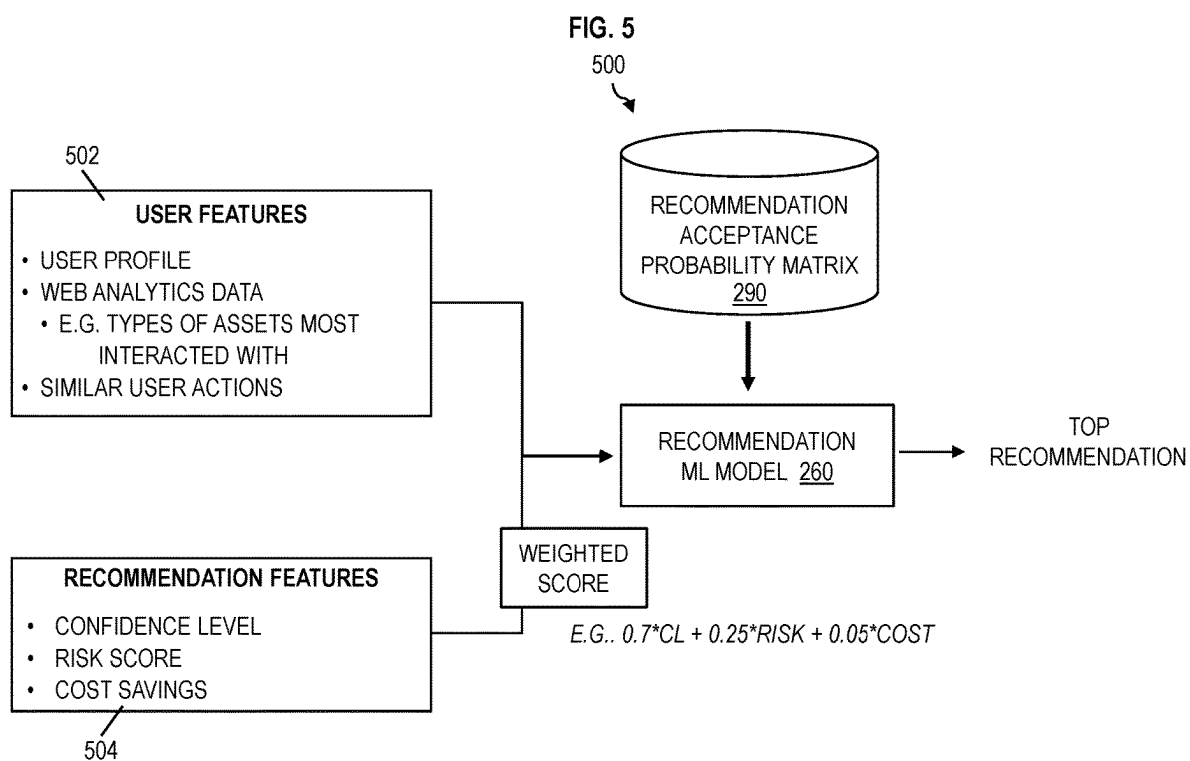 FIG. 5
500
502
USER FEATURES
• USER PROFILE
• WEB ANALYTICS DATA
• E.G. TYPES OF ASSETS MOST
INTERACTED WITH
• SIMILAR USER ACTIONS
RECOMMENDATION
ACCEPTANCE
PROBABILITY MATRIX
290
RECOMMENDATION
ML MODEL 260
TOP
RECOMMENDATION
WEIGHTED
SCORE
E.G.. 0.7*CL + 0.25*RISK + 0.05*COST
RECOMMENDATION FEATURES
• CONFIDENCE LEVEL
• RISK SCORE
• COST SAVINGS
504